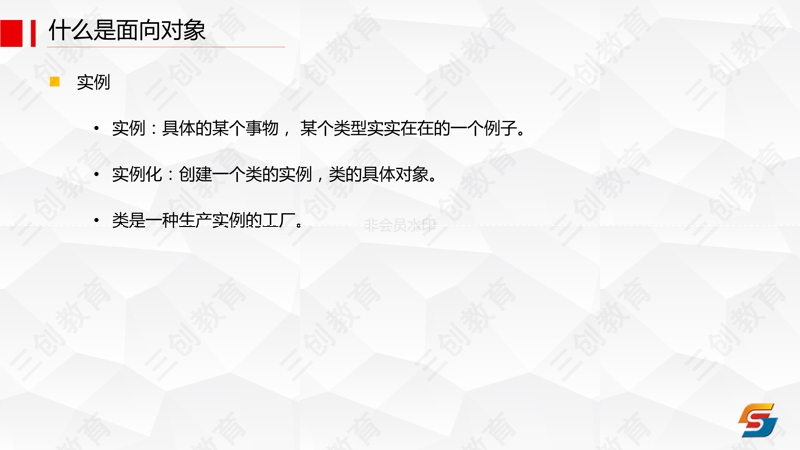 什么是面向对象
实例
• 实例：具体的某个事物， 某个类型实实在在的一个例子。
• 实例化：创建一个类的实例，类的具体对象。
• 类是一种生产实例的工厂。
非会员水印
三创教育